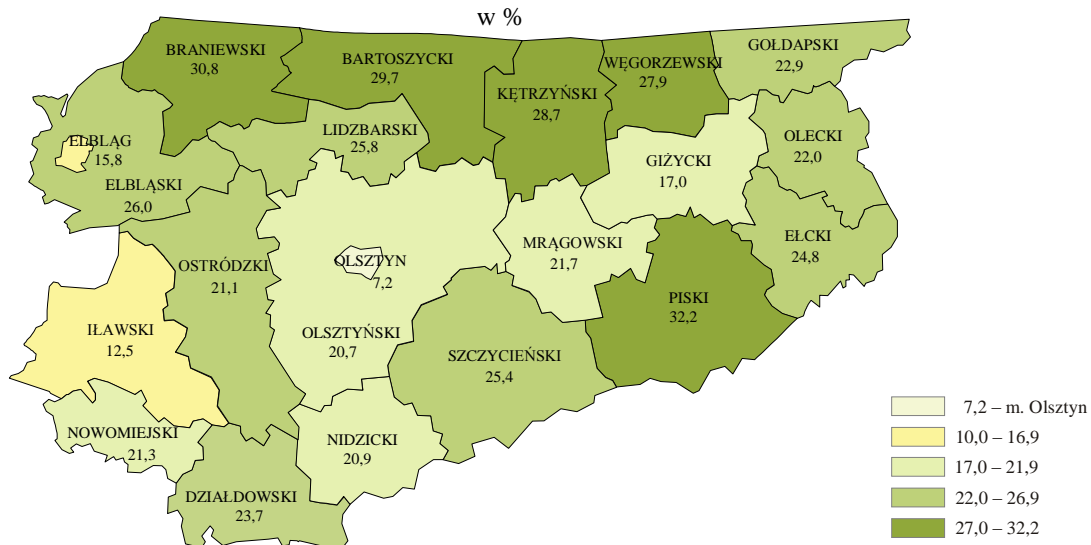 w %
BRANIEWSKI
30,8
BARTOSZYCKI
29,7
KĘTRZYŃSKI
28,7
WĘGORZEWSKI
27,9
GOŁDAPSKI
22,9
ELBLĄG
15,8
ELBLĄSKI
26,0
LIDZBARSKI
25,8
GIŻYCKI
17,0
OLECKI
22,0
OSTRÓDZKI
21,1
OLSZTYN
7,2
MRĄGOWSKI
21,7
EŁCKI
24,8
IŁAWSKI
12,5
OLSZTYŃSKI
20,7
SZCZYCIEŃSKI
25,4
PISKI
32,2
NOWOMIEJSKI
21,3
NIDZICKI
20,9
DZIAŁDOWSKI
23,7
7,2 – m. Olsztyn
10,0 – 16,9
17,0 – 21,9
22,0 – 26,9
27,0 – 32,2